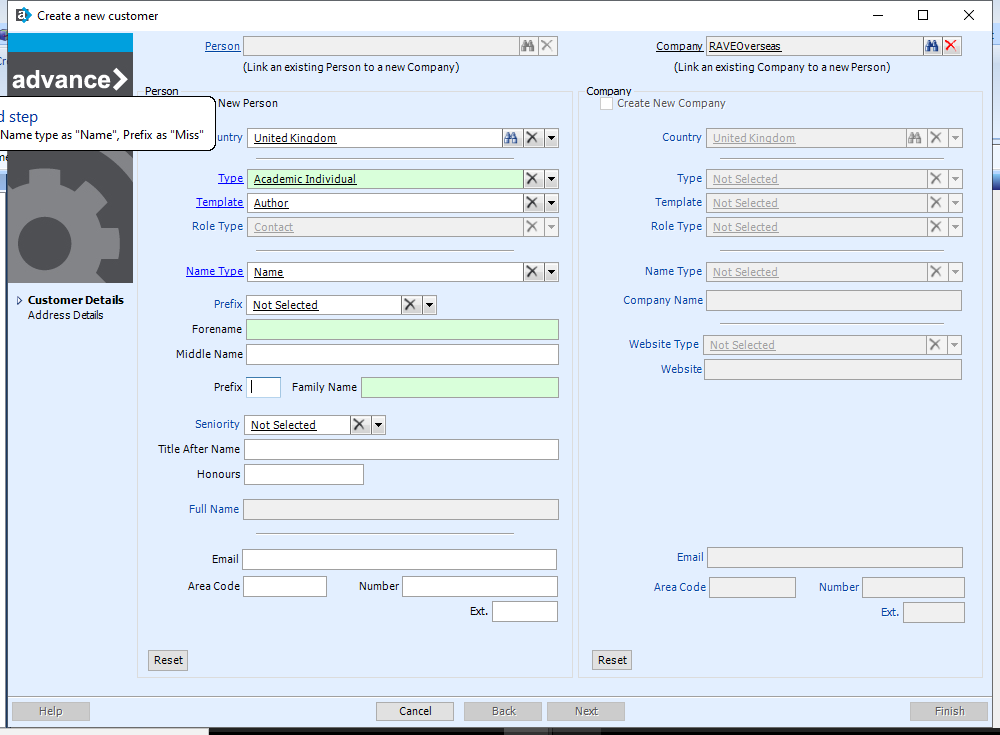 Create a new customer
advance
d step
Name type as "Name", Prefix as "Miss"
Customer Details
Address Details
Person
(Link an existing Person to a new Company)
Person
New Person
untry United Kingdom
Type Academic Individual
Template Author
Role Type Contact
Name Type Name
Prefix Not Selected
Forename
Middle Name
Prefix Family Name
Seniority Not Selected
Title After Name
Honours
Full Name
Email
Area Code Number
Ext.
Reset
Company RAVEOverseas
(Link an existing Company to a new Person)
Company
Create New Company
Country United Kingdom
Type Not Selected
Template Not Selected
Role Type Not Selected
Name Type Not Selected
Company Name
Website Type Not Selected
Website
Email
Area Code Number
Ext.
Reset
Help Cancel Back Next Finish